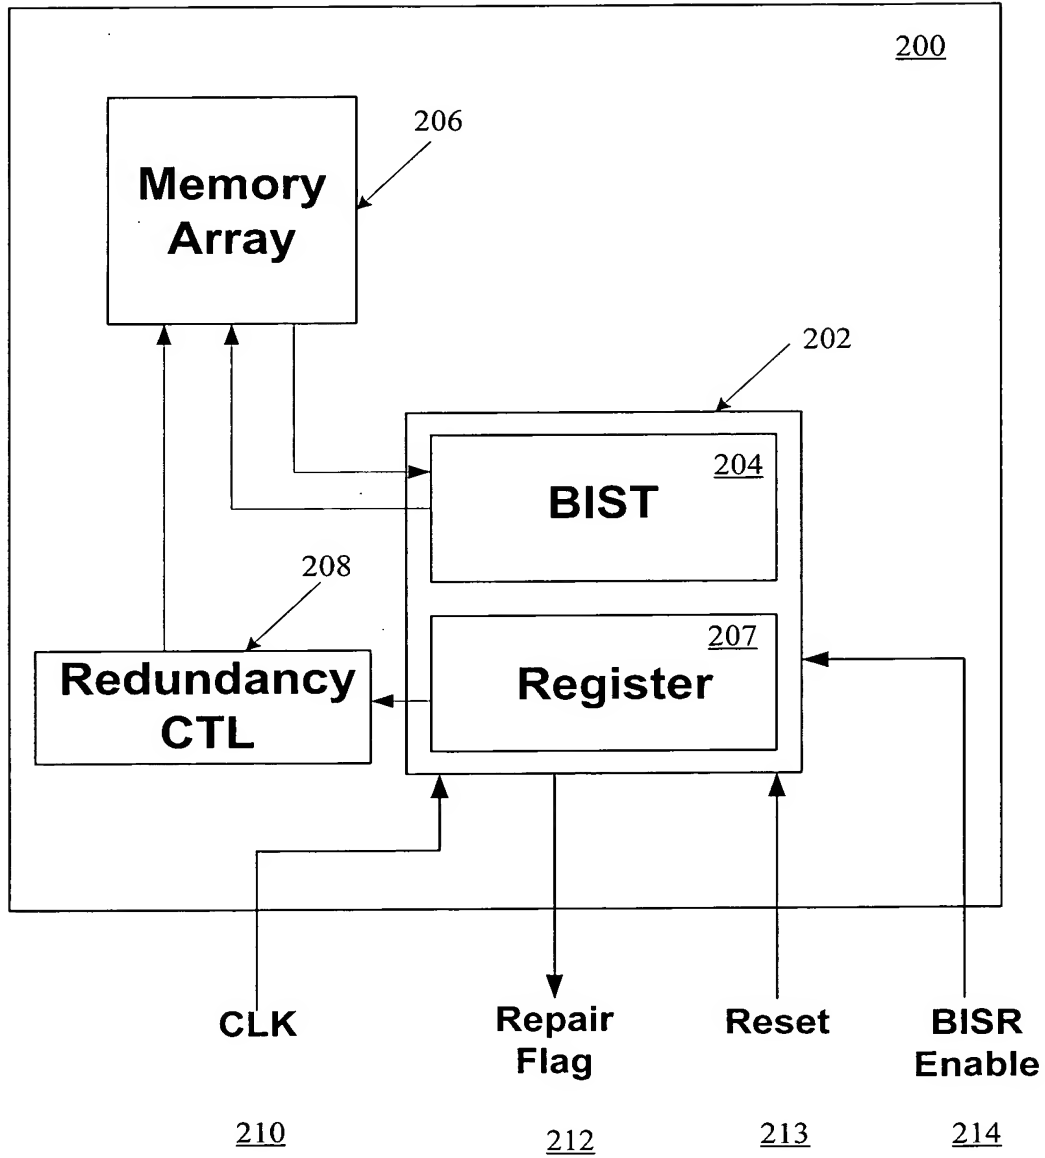 200
206
Memory
Array
202
204
BIST
208
207
Redundancy
CTL
Register
CLK
Repair
Flag
Reset
BISR
Enable
210
212
213
214